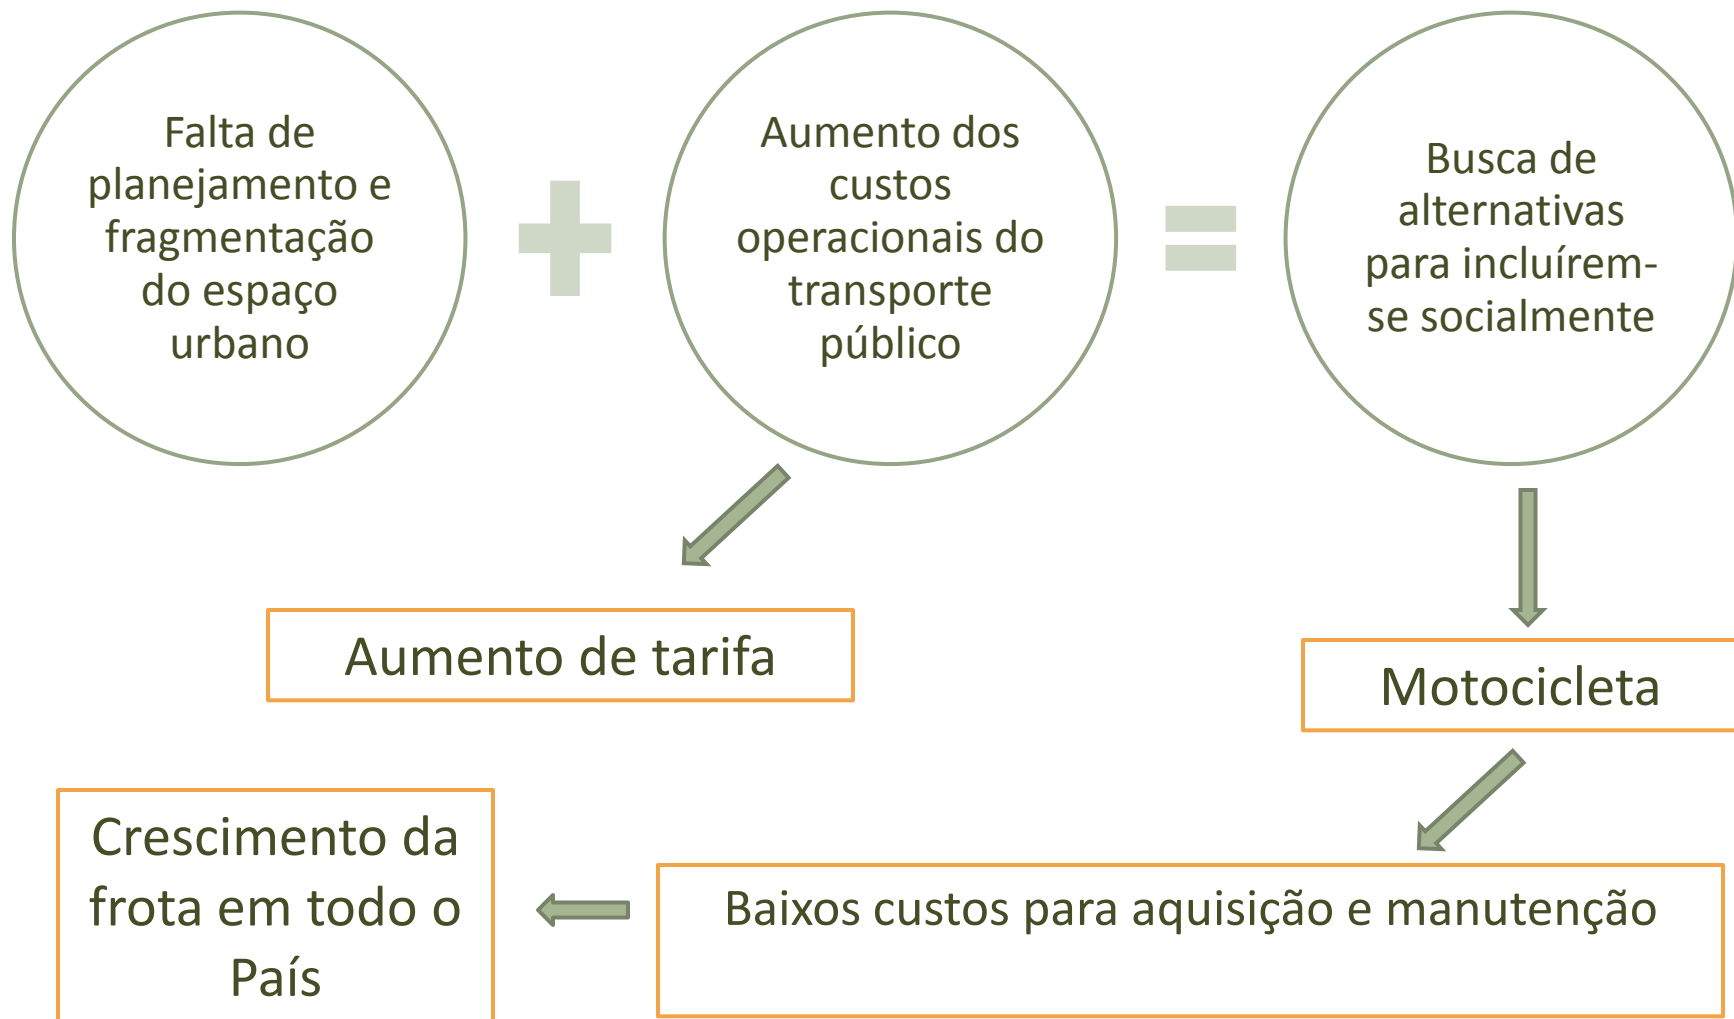 Falta de
planejamento e
fragmentação
do espaço
urbano
Aumento dos
custos
operacionais do
transporte
público
Busca de
alternativas
para incluírem-
se socialmente
Aumento de tarifa
Motocicleta
Baixos custos para aquisição e manutenção
Crescimento da
frota em todo o
País